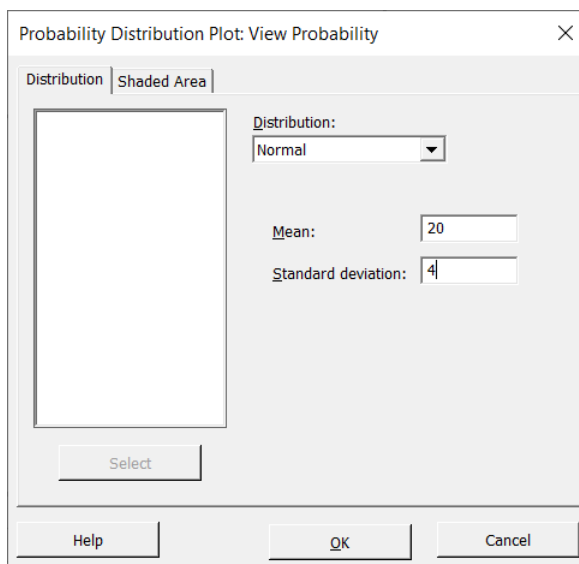 Probability Distribution Plot: View Probability
Distribution Shaded Area
Distribution:
Normal
Mean: 20
Standard deviation: 4
Select
Help OK Cancel